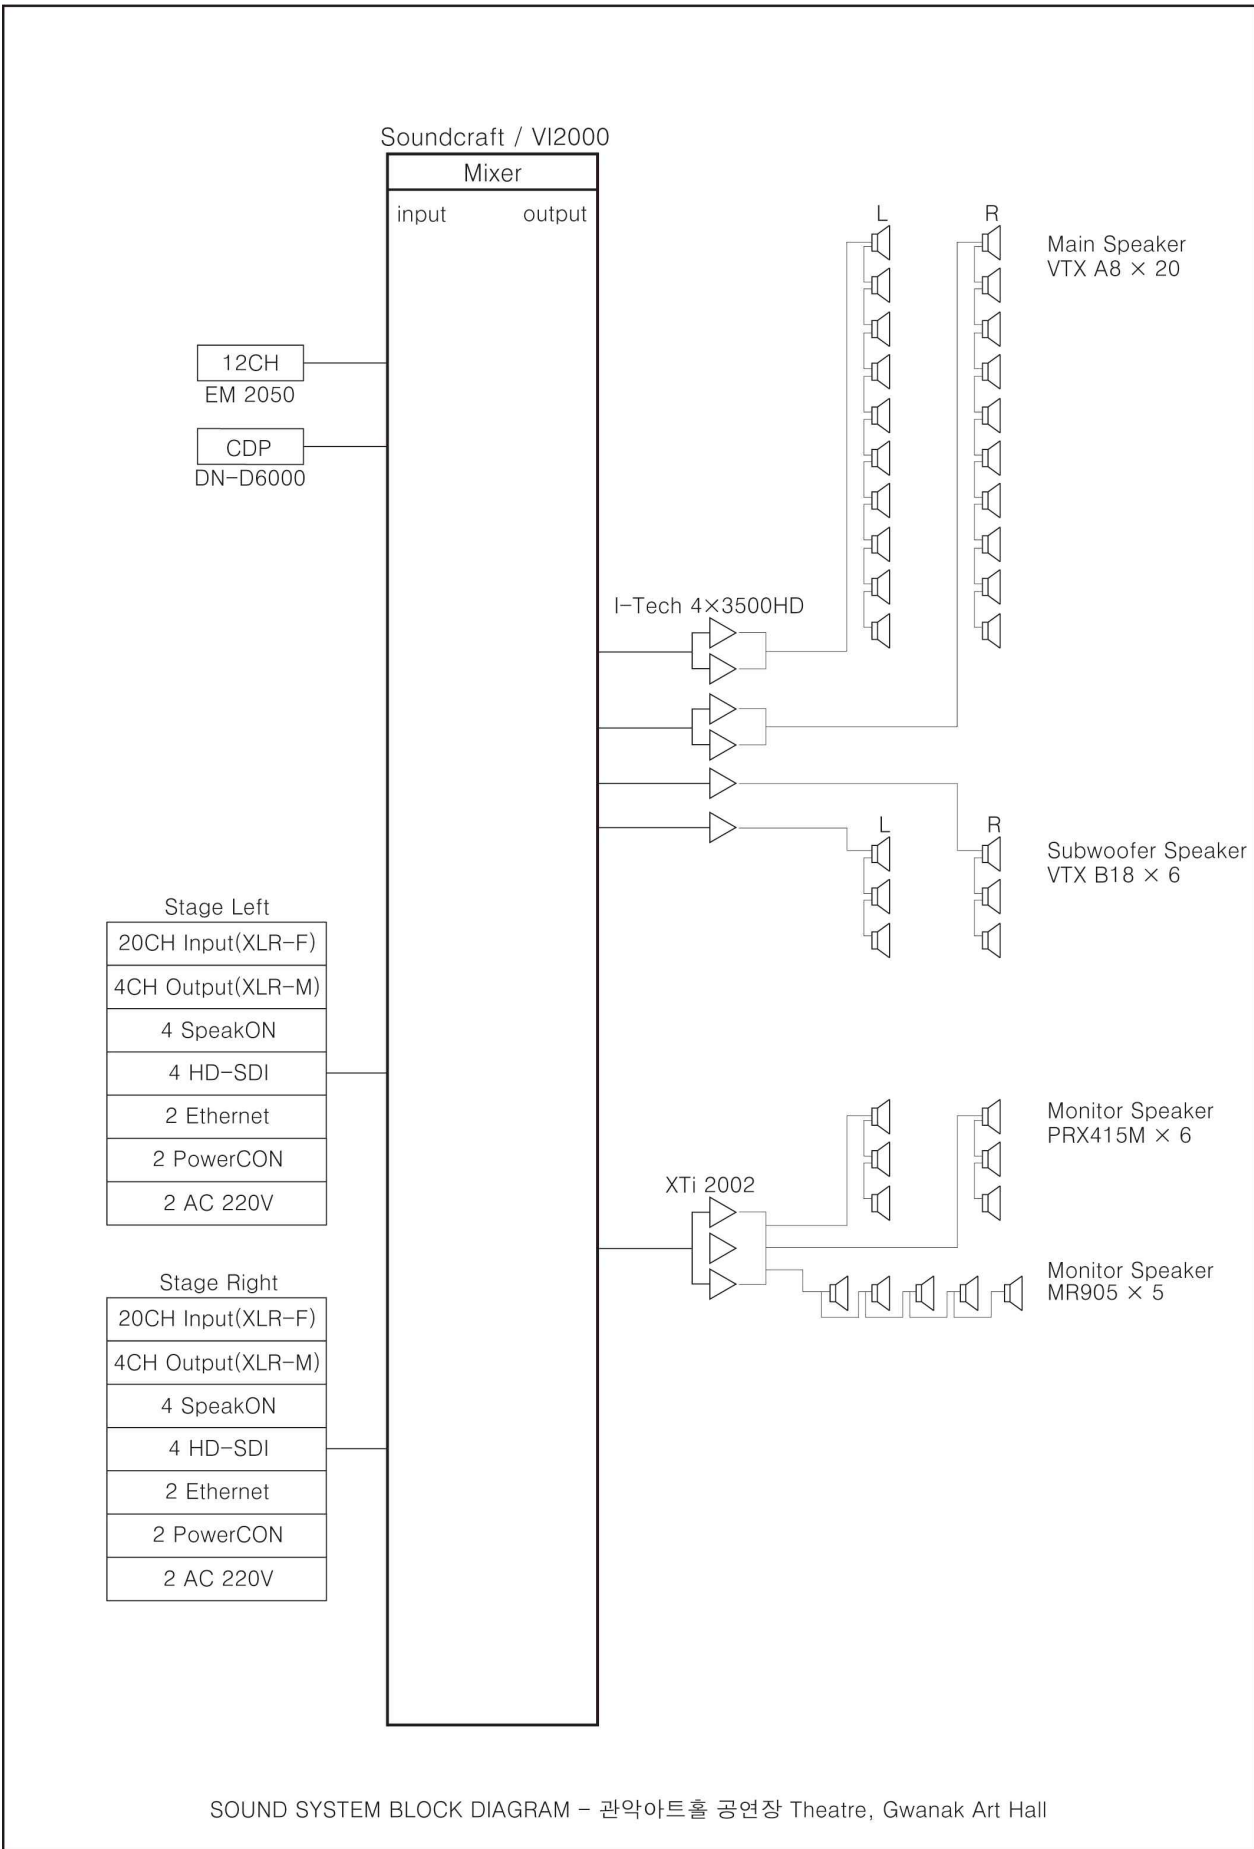 Soundcraft / VI2000
Mixer
input
output
12CH
EM 2050
CDP
DN-D6000
L
R
Main Speaker
VTX A8 × 20
I-Tech 4×3500HD
L
R
Subwoofer Speaker
VTX B18 × 6
Stage Left
20CH Input(XLR-F)
4CH Output(XLR-M)
4 SpeakON
4 HD-SDI
2 Ethernet
2 PowerCON
2 AC 220V
Monitor Speaker
PRX415M × 6
XTi 2002
Monitor Speaker
MR905 × 5
Stage Right
20CH Input(XLR-F)
4CH Output(XLR-M)
4 SpeakON
4 HD-SDI
2 Ethernet
2 PowerCON
2 AC 220V
SOUND SYSTEM BLOCK DIAGRAM - 관악아트홀 공연장 Theatre, Gwanak Art Hall